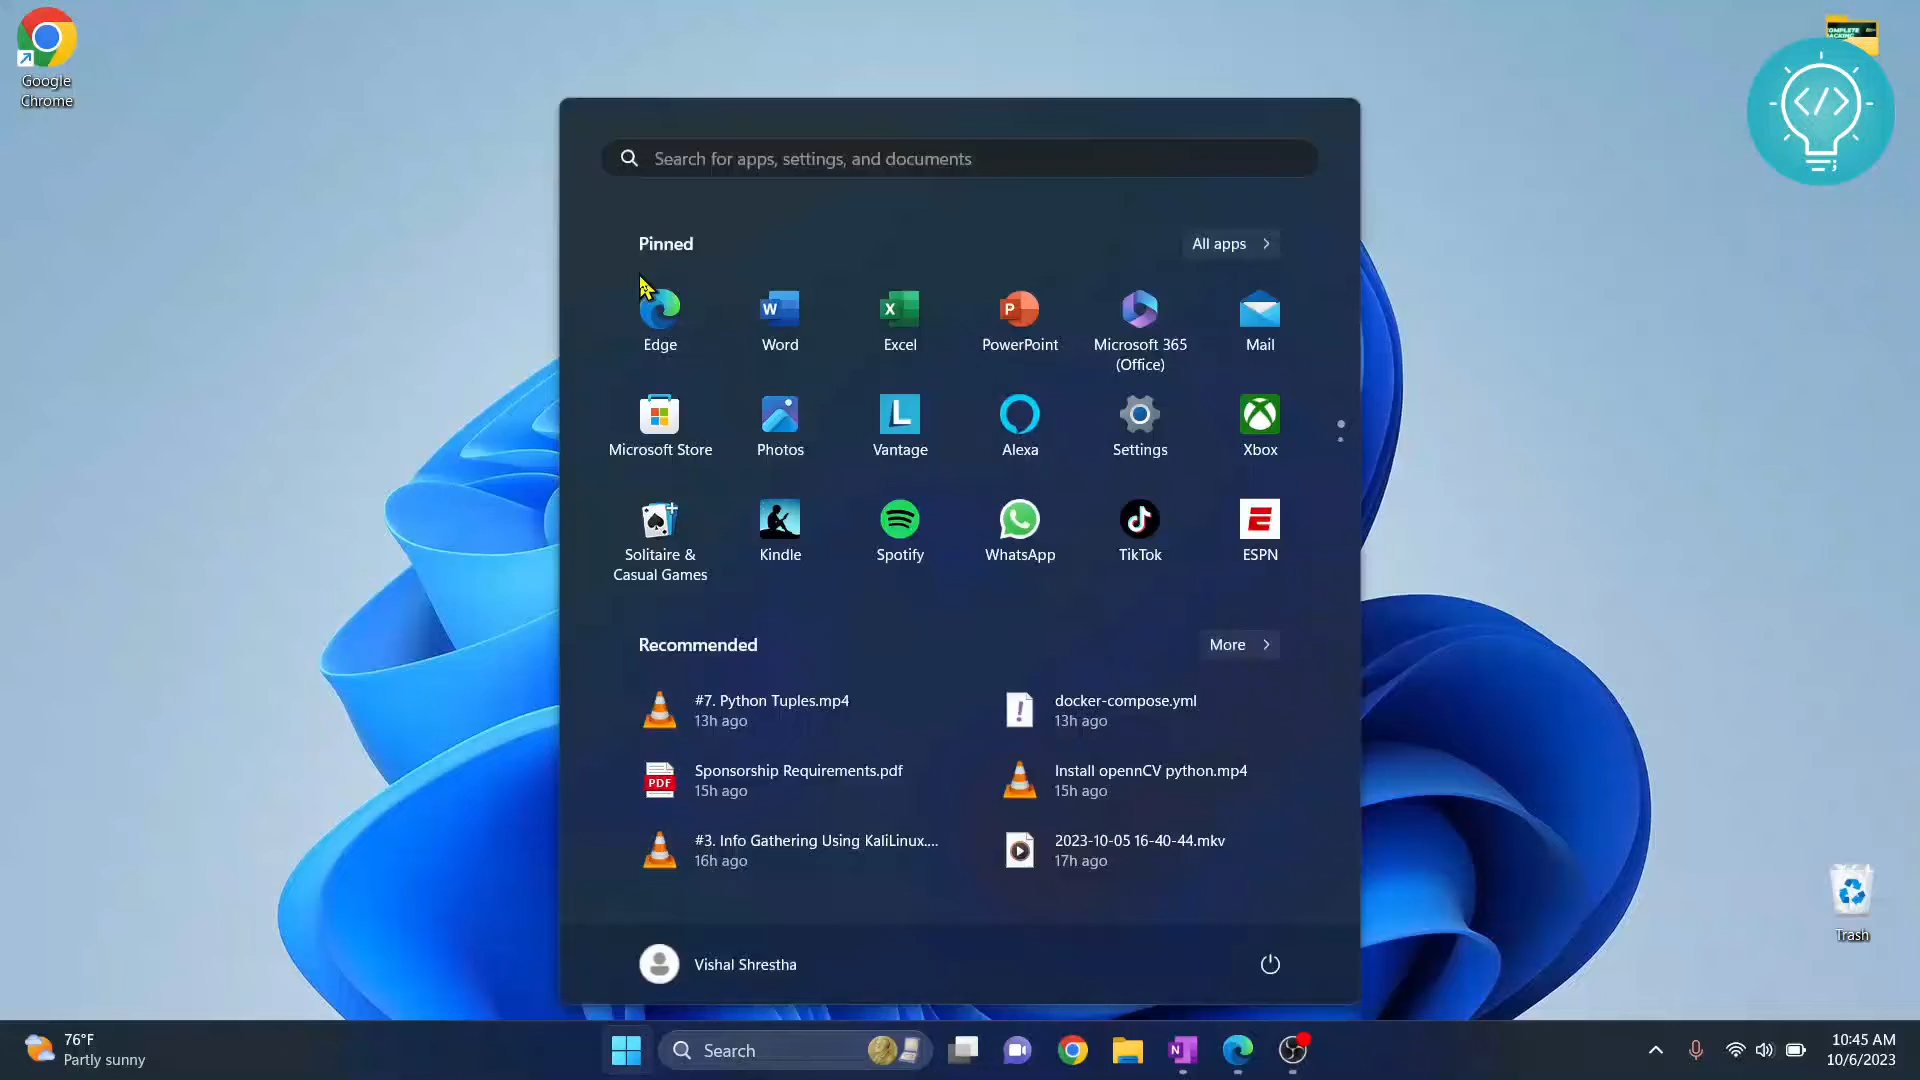 Google
Chrome
COMPLETE
HACKING
</>
Search for apps, settings, and documents
Pinned
All apps
Edge
Word
Excel
PowerPoint
Microsoft 365
(Office)
Mail
Microsoft Store
Photos
Vantage
Alexa
Settings
Xbox
Solitaire &
Casual Games
Kindle
Spotify
WhatsApp
TikTok
ESPN
Recommended
More
#7. Python Tuples.mp4
13h ago
docker-compose.yml
13h ago
PDF
Sponsorship Requirements.pdf
15h ago
Install opennCV python.mp4
15h ago
#3. Info Gathering Using KaliLinux....
16h ago
2023-10-05 16-40-44.mkv
17h ago
Vishal Shrestha
Trash
76°F
Partly sunny
Search
10:45 AM
10/6/2023